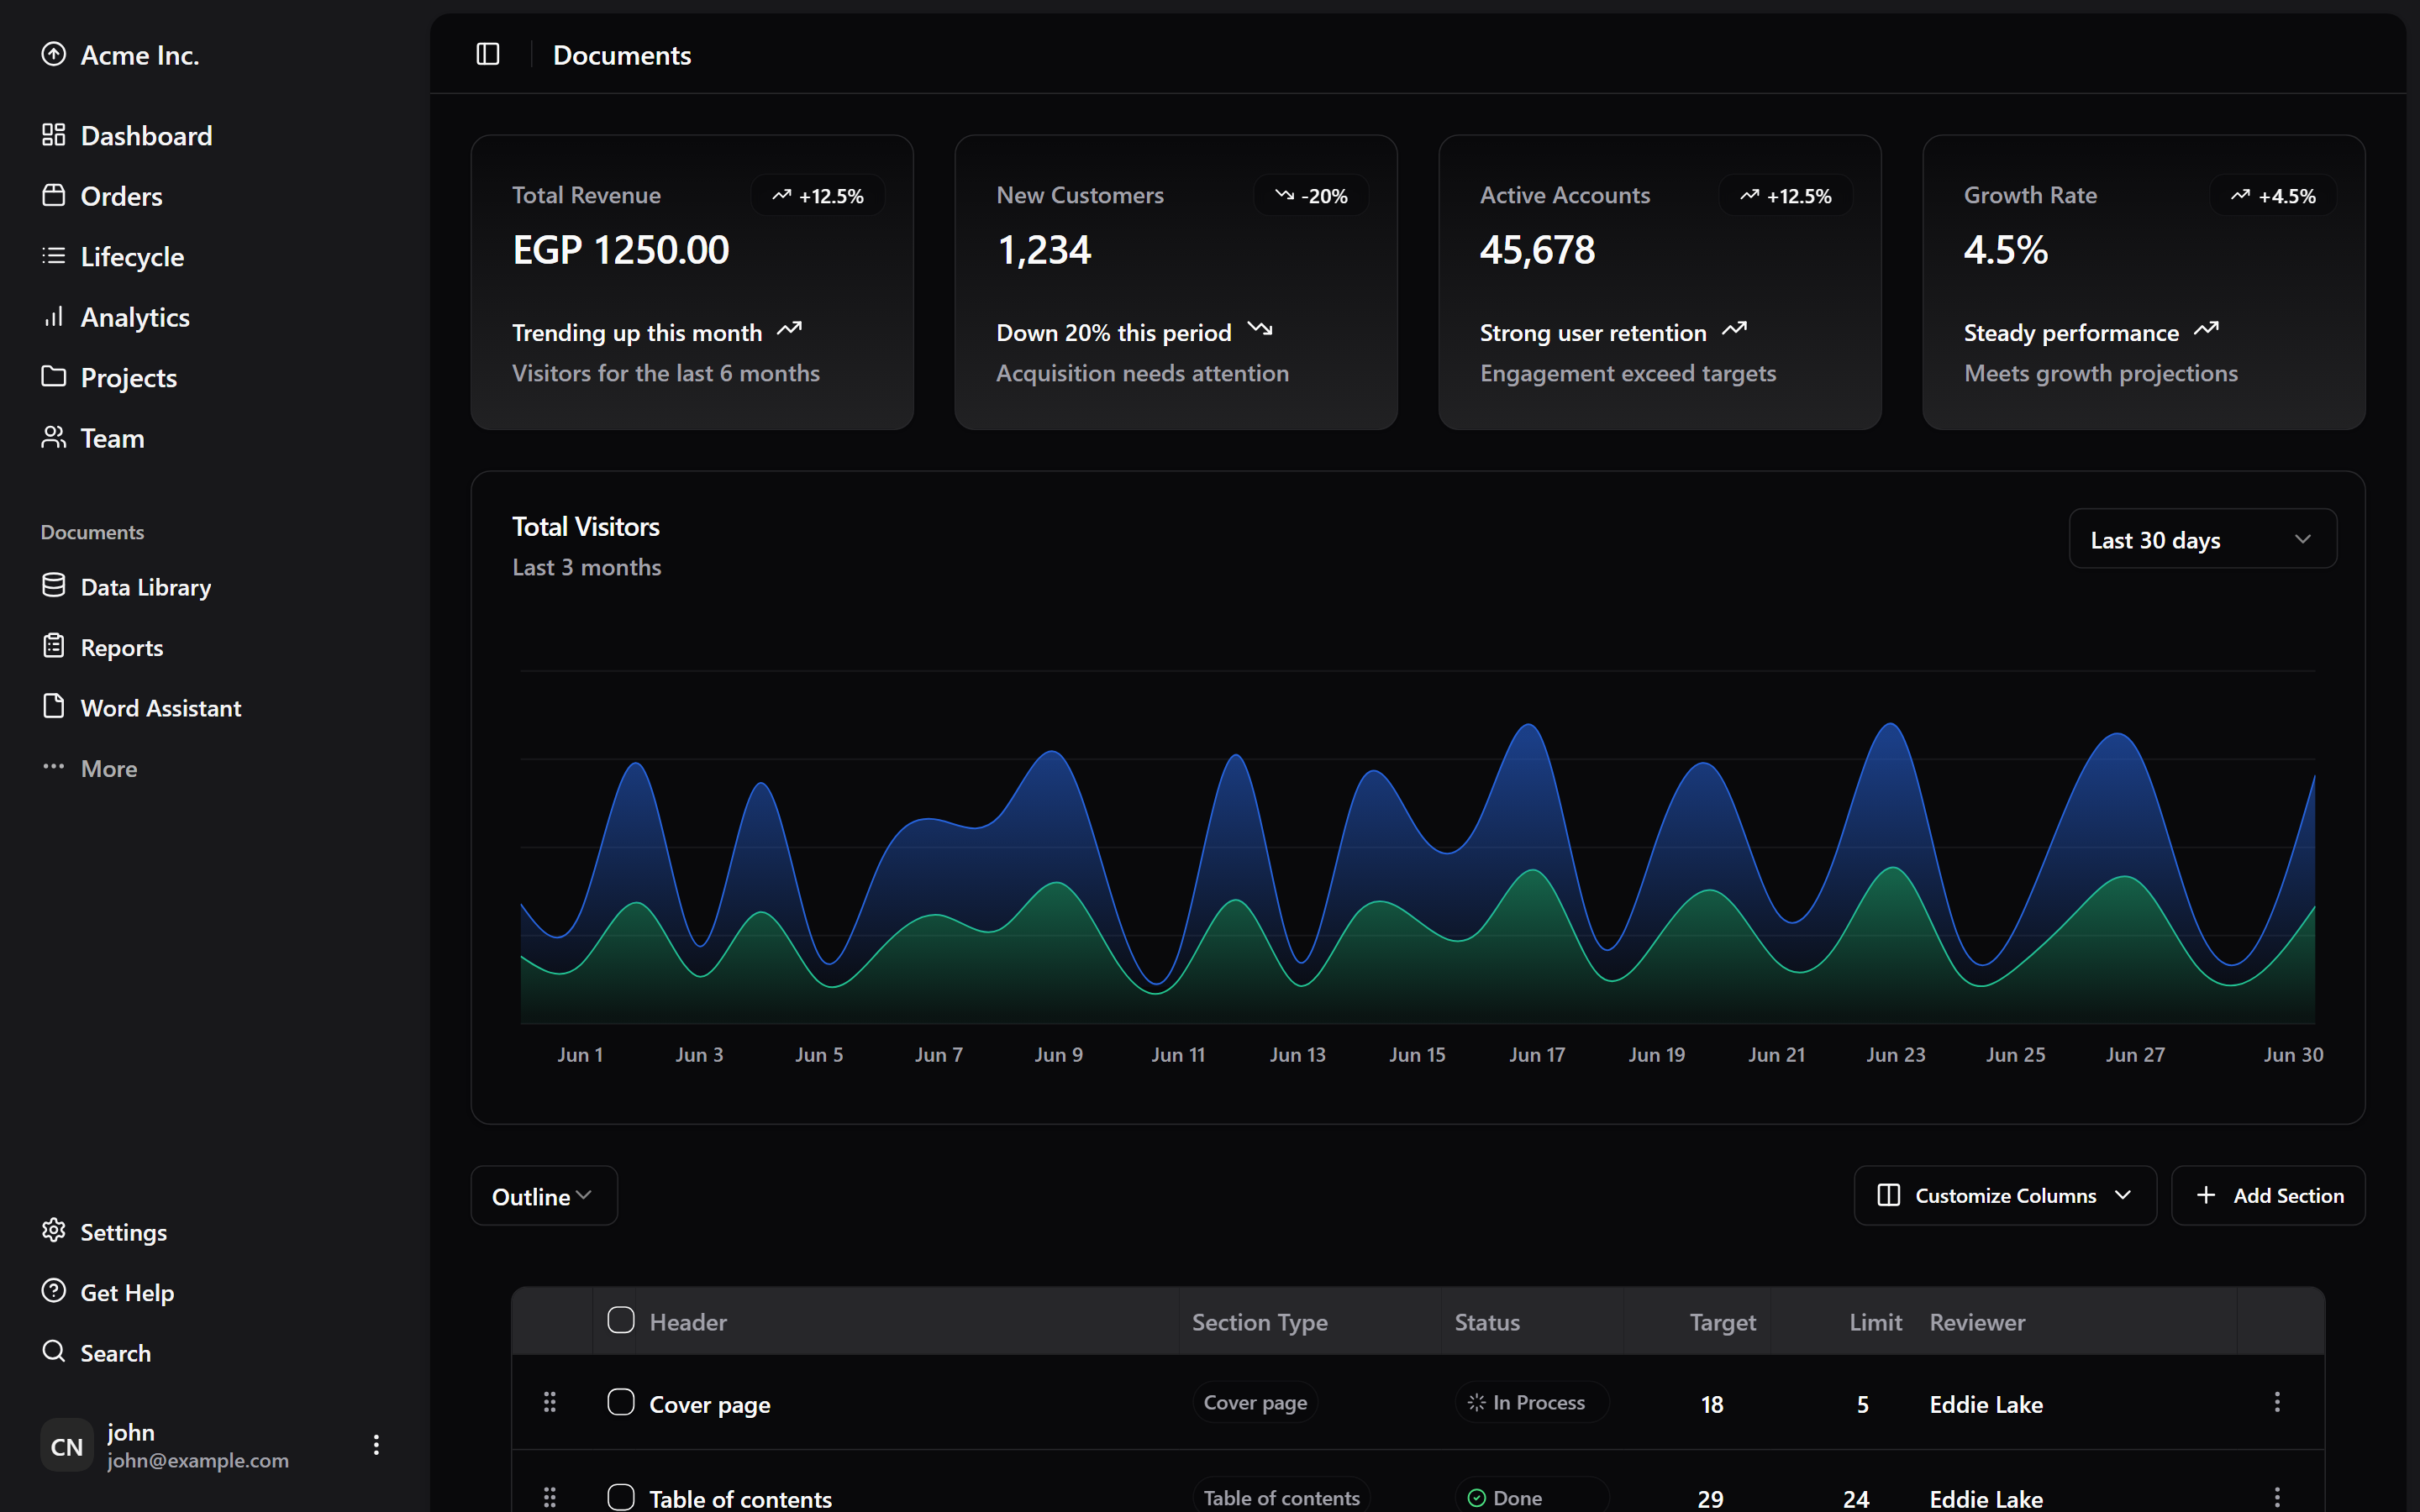 Acme Inc.
Dashboard
Orders
Lifecycle
Analytics
Projects
Team
Documents
Data Library
Reports
Word Assistant
More
Settings
Get Help
Search
CN
john
john@example.com
Documents
Total Revenue
+12.5%
EGP 1250.00
Trending up this month
Visitors for the last 6 months
New Customers
-20%
1,234
Down 20% this period
Acquisition needs attention
Active Accounts
+12.5%
45,678
Strong user retention
Engagement exceed targets
Growth Rate
+4.5%
4.5%
Steady performance
Meets growth projections
Total Visitors
Last 3 months
Last 30 days
Jun 1 Jun 3 Jun 5 Jun 7 Jun 9 Jun 11 Jun 13 Jun 15 Jun 17 Jun 19 Jun 21 Jun 23 Jun 25 Jun 27 Jun 30
Outline
Customize Columns
Add Section
Header Section Type Status Target Limit Reviewer
Cover page Cover page In Process 18 5 Eddie Lake
Table of contents Table of contents Done 29 24 Eddie Lake